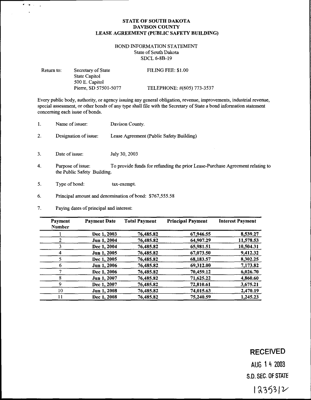 STATE OF SOUTH DAKOTA
DAVISON COUNTY
LEASE AGREEMENT (PUBLIC SAFETY BUILDING)
BOND INFORMATION STATEMENT
State of South Dakota
SDCL 6-8B-19
Return to: Secretary of State FILING FEE: $1.00
State Capitol
500 E. Capitol
Pierre, SD 57501-5077 TELEPHONE: #(605) 773-3537
Every public body, authority, or agency issuing any general obligation, revenue, improvements, industrial revenue,
special assessment, or other bonds of any type shall file with the Secretary of State a bond information statement
concerning each issue of bonds.
1. Name of issuer: Davison County.
2. Designation of issue: Lease Agreement (Public Safety Building)
3. Date of issue: July 30, 2003
4. Purpose of issue: To provide funds for refunding the prior Lease-Purchase Agreement relating to
the Public Safety Building.
5. Type of bond: tax-exempt.
6. Principal amount and denomination of bond: $767,555.58
7. Paying dates of principal and interest:
Payment Payment Date Total Payment Principal Payment Interest Payment
Number
1 Dec 1, 2003 76,485.82 67,946.55 8,539.27
2 Jun 1, 2004 76,485.82 64,907.29 11,578.53
3 Dec 1, 2004 76,485.82 65,981.51 10,504.31
4 Jun 1, 2005 76,485.82 67,073.50 9,412.32
5 Dec 1, 2005 76,485.82 68,183.57 8,302.25
6 Jun 1, 2006 76,485.82 69,312.00 7,173.82
7 Dec 1, 2006 76,485.82 70,459.12 6,026.70
8 Jun 1, 2007 76,485.82 71,625.22 4,860.60
9 Dec 1, 2007 76,485.82 72,810.61 3,675.21
10 Jun 1, 2008 76,485.82 74,015.63 2,470.19
11 Dec 1, 2008 76,485.82 75,240.59 1,245.23
RECEIVED
AUG 14 2003
S.D. SEC. OF STATE